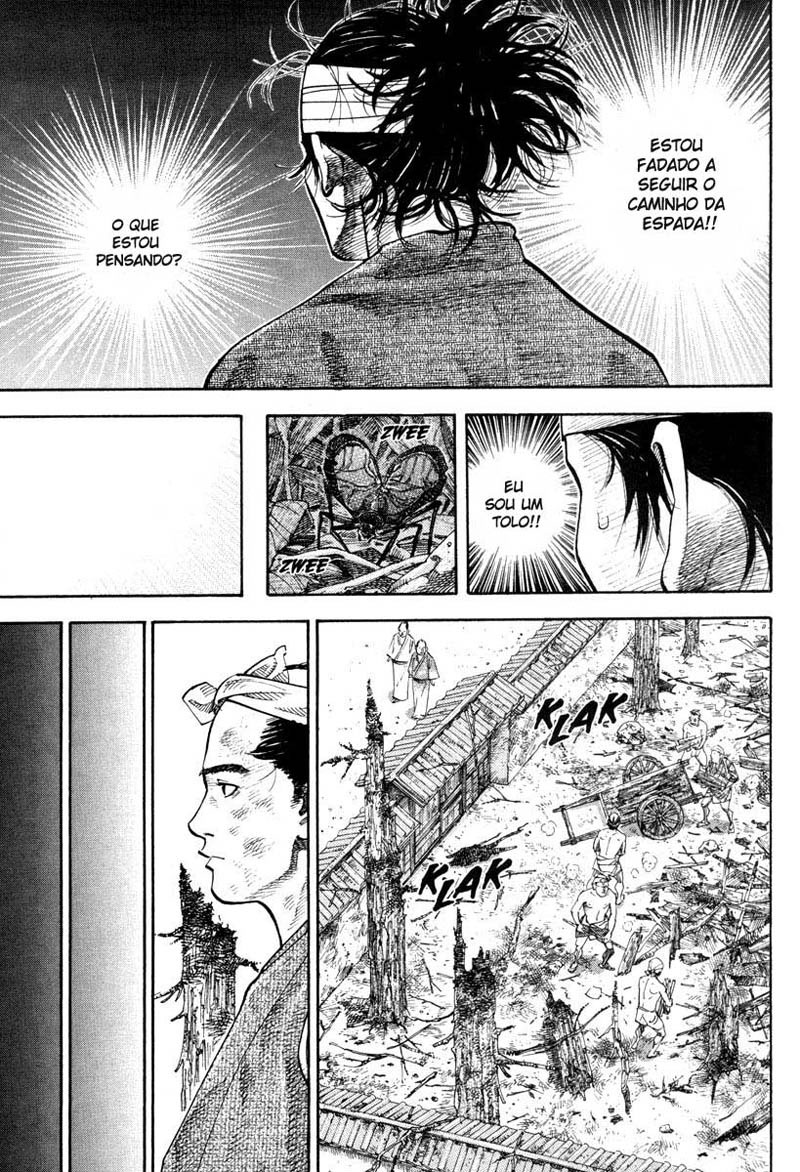 ESTOU
FADADO A
SEGUIR O
CAMINHO DA
ESPADA!!
O QUE
ESTOU
PENSANDO?
EU
SOU UM
TOLO!!
ZWEE
ZWEE
KLAK
KLAK